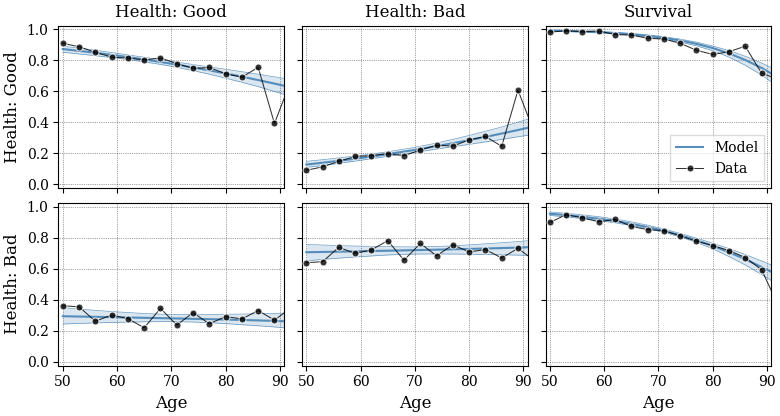 Health: Good Health: Bad Survival
Health: Good
1.0
0.8
0.6
0.4
0.2
0.0
Model
Data
Health: Bad
1.0
0.8
0.6
0.4
0.2
0.0
50 60 70 80 90 50 60 70 80 90 50 60 70 80 90
Age Age Age